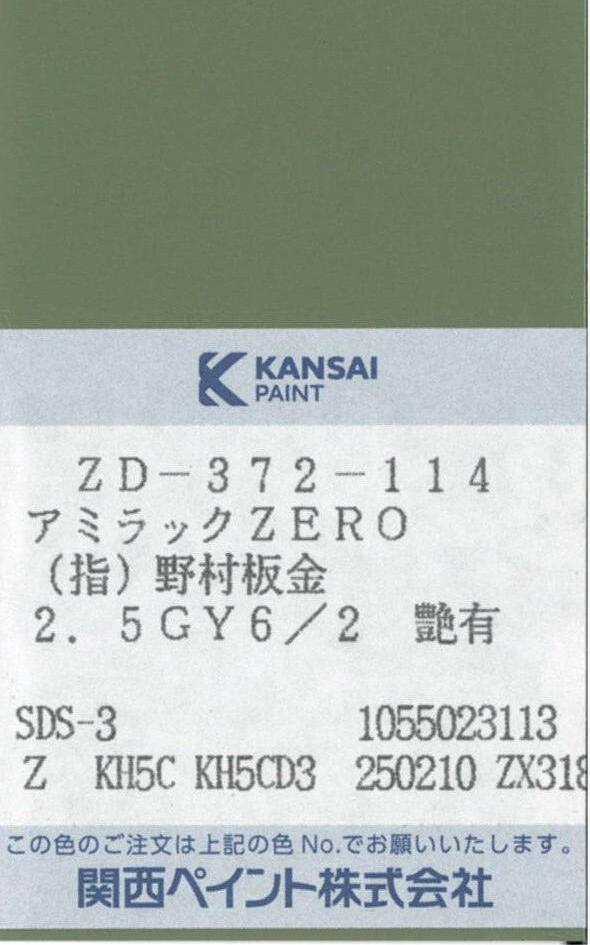 KANSAI
PAINT
ZD-372-114
アミラックZERO
(指)野村板金
2.5GY6/2 艶有
SDS-3 1055023113
Z KH5C KH5CD3 250210 ZX318
この色のご注文は上記の色 No.でお願いいたします。
関西ペイント株式会社